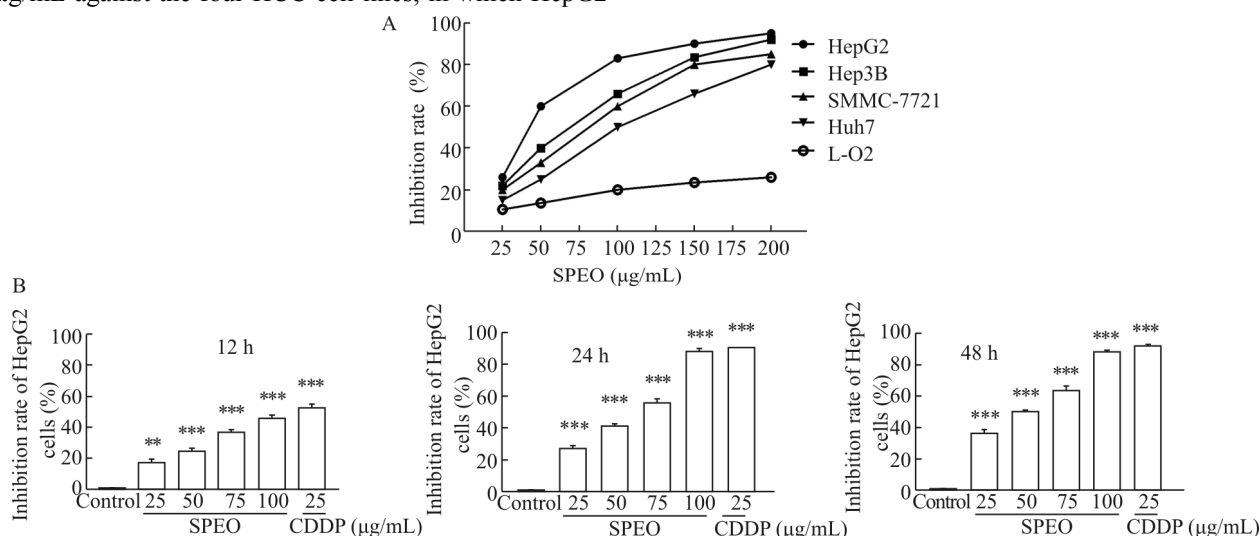 µg/mL against the four HCC cell lines, in which HepG2
A
Inhibition rate (%)
100
80
60
40
20
0
25 50 75 100 125 150 175 200
SPEO (µg/mL)
HepG2
Hep3B
SMMC-7721
Huh7
L-O2
B
Inhibition rate of HepG2
cells (%)
100
80
60
40
20
0
12 h
** *** *** *** ***
Control 25 50 75 100 25
SPEO CDDP (µg/mL)
Inhibition rate of HepG2
cells (%)
100
80
60
40
20
0
24 h
*** *** *** *** ***
Control 25 50 75 100 25
SPEO CDDP (µg/mL)
Inhibition rate of HepG2
cells (%)
100
80
60
40
20
0
48 h
*** *** *** *** ***
Control 25 50 75 100 25
SPEO CDDP (µg/mL)